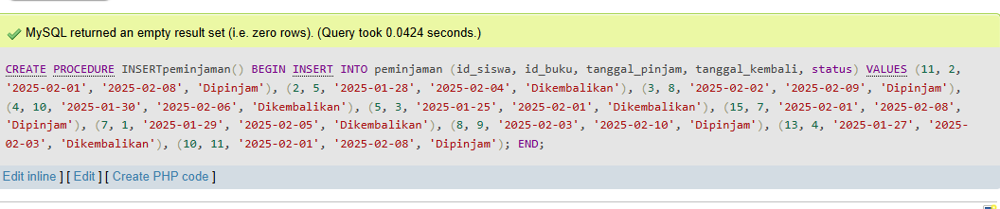 MySQL returned an empty result set (i.e. zero rows). (Query took 0.0424 seconds.)
CREATE PROCEDURE INSERTpeminjaman() BEGIN INSERT INTO peminjaman (id_siswa, id_buku, tanggal_pinjam, tanggal_kembali, status) VALUES (11, 2,
'2025-02-01', '2025-02-08', 'Dipinjam'), (2, 5, '2025-01-28', '2025-02-04', 'Dikembalikan'), (3, 8, '2025-02-02', '2025-02-09', 'Dipinjam'),
(4, 10, '2025-01-30', '2025-02-06', 'Dikembalikan'), (5, 3, '2025-01-25', '2025-02-01', 'Dikembalikan'), (15, 7, '2025-02-01', '2025-02-08',
'Dipinjam'), (7, 1, '2025-01-29', '2025-02-05', 'Dikembalikan'), (8, 9, '2025-02-03', '2025-02-10', 'Dipinjam'), (13, 4, '2025-01-27', '2025-
02-03', 'Dikembalikan'), (10, 11, '2025-02-01', '2025-02-08', 'Dipinjam'); END;
Edit inline ] [ Edit ] [ Create PHP code ]